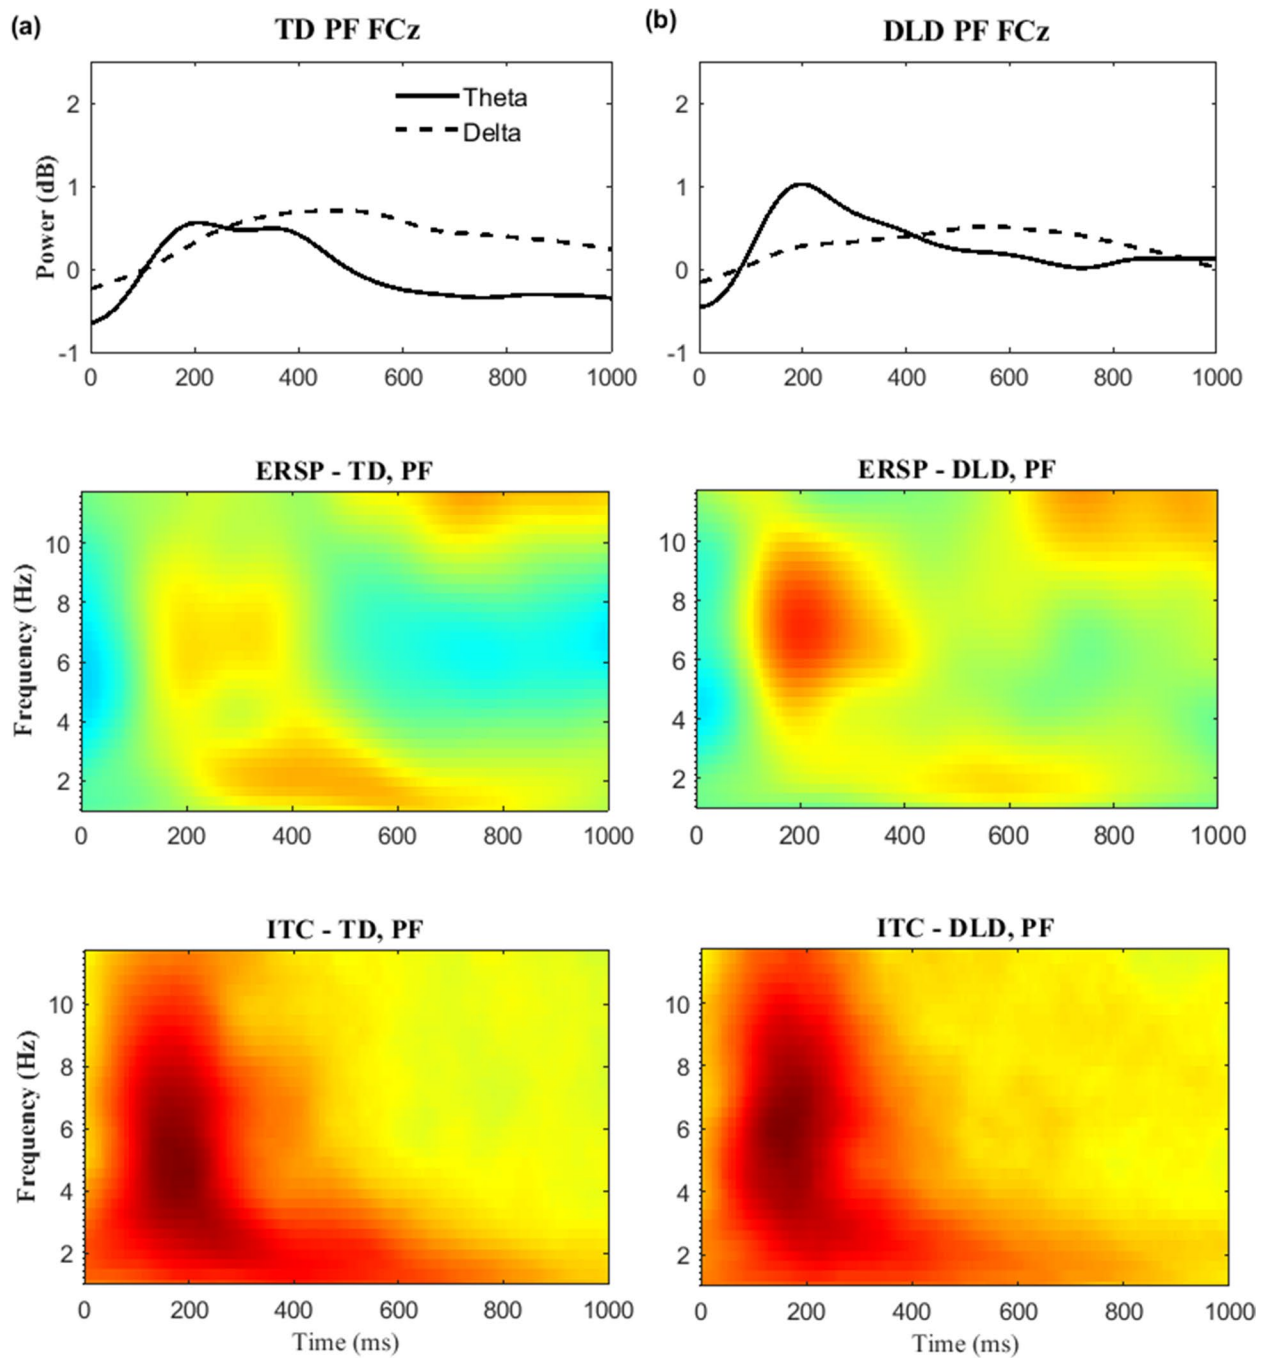 (a)
TD PF FCz
Theta
Delta
Power (dB)
2
1
0
-1
0 200 400 600 800 1000
(b)
DLD PF FCz
2
1
0
-1
0 200 400 600 800 1000
ERSP - TD, PF
Frequency (Hz)
10
8
6
4
2
0 200 400 600 800 1000
ERSP - DLD, PF
10
8
6
4
2
0 200 400 600 800 1000
ITC - TD, PF
Frequency (Hz)
10
8
6
4
2
0 200 400 600 800 1000
Time (ms)
ITC - DLD, PF
10
8
6
4
2
0 200 400 600 800 1000
Time (ms)